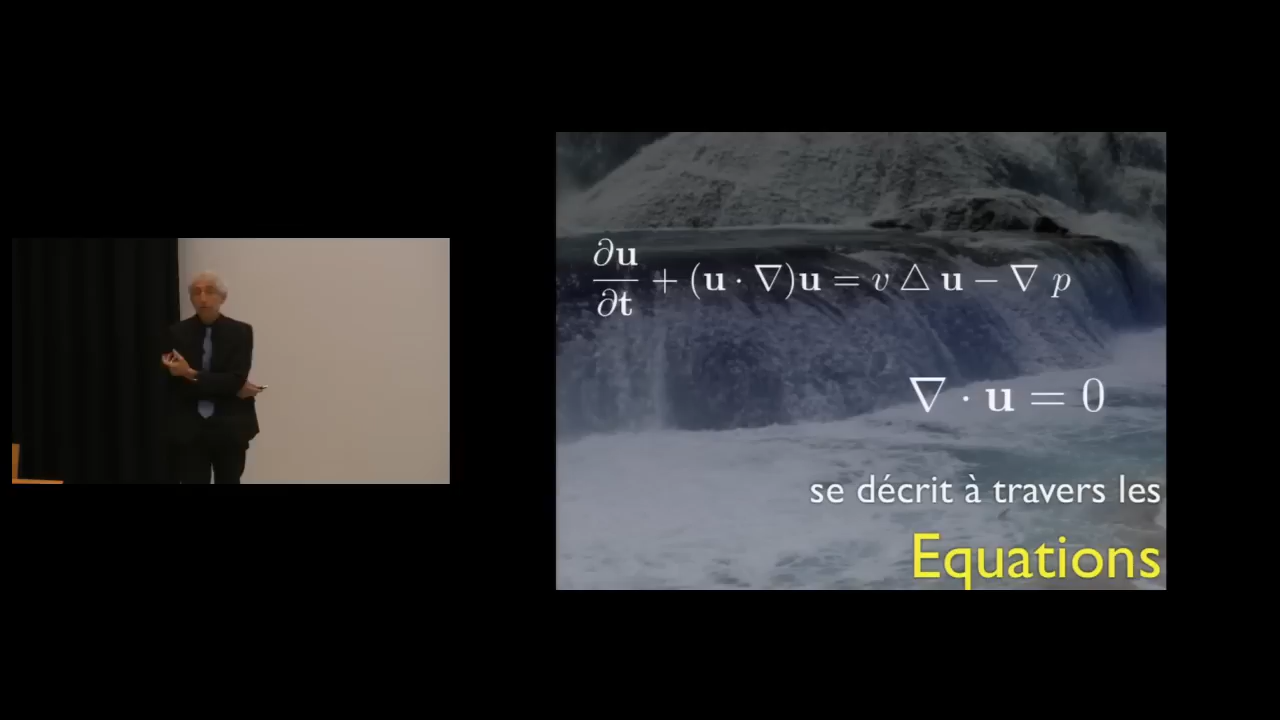 ∂u/∂t + (u · ∇)u = v △ u − ∇ p
∇ · u = 0
se décrit à travers les
Equations